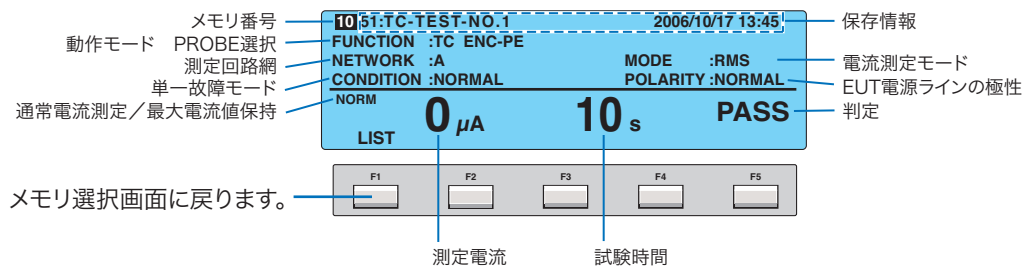 メモリ番号
10 51:TC-TEST-NO.1 2006/10/17 13:45
保存情報
動作モード PROBE選択
FUNCTION :TC ENC-PE
測定回路網
NETWORK :A MODE :RMS
電流測定モード
単一故障モード
CONDITION :NORMAL POLARITY :NORMAL
EUT電源ラインの極性
通常電流測定／最大電流値保持
NORM
0 µA 10 s PASS
判定
LIST
F1 F2 F3 F4 F5
メモリ選択画面に戻ります。
測定電流 試験時間